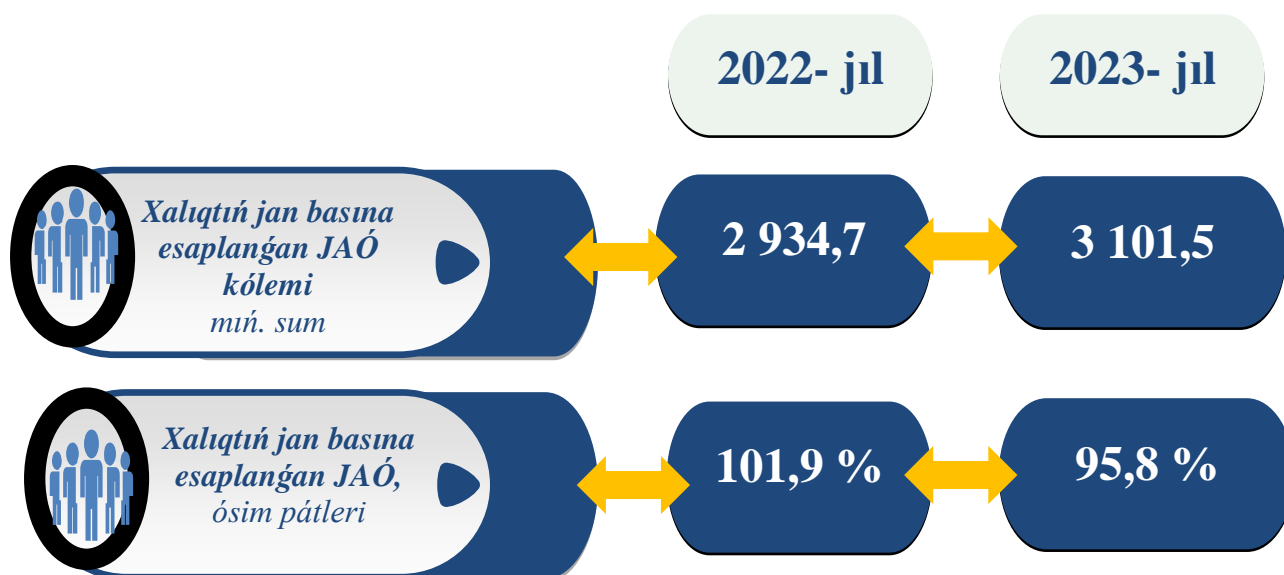 2022- jıl
2023- jıl
Xalıqtıń jan basına
esaplanǵan JAÓ
kólemi
mıń. sum
2 934,7
3 101,5
Xalıqtıń jan basına
esaplanǵan JAÓ,
ósim pátleri
101,9 %
95,8 %